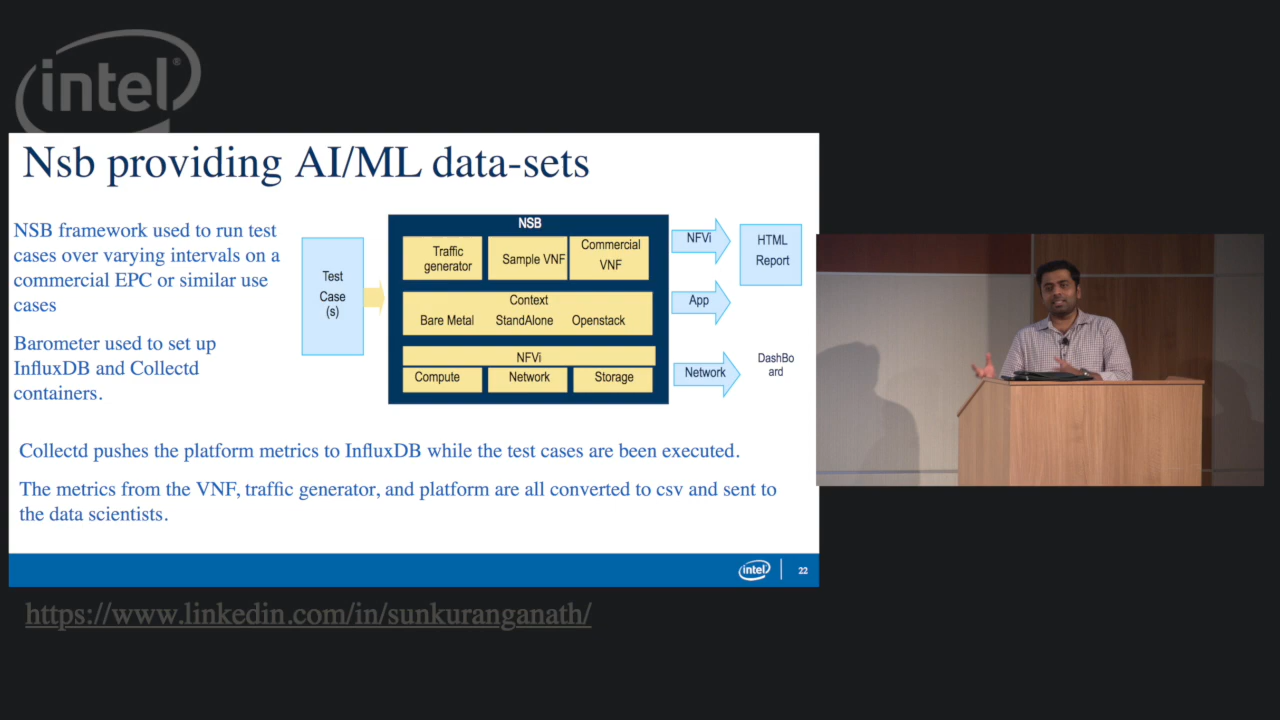 intel®
Nsb providing AI/ML data-sets
NSB framework used to run test
cases over varying intervals on a
commercial EPC or similar use
cases
Barometer used to set up
InfluxDB and Collectd
containers.
Test
Case
(s)
NSB
Traffic
generator
Sample VNF
Commercial
VNF
Context
Bare Metal StandAlone Openstack
NFVi
Compute Network Storage
NFVi
App
Network
HTML
Report
DashBo
ard
Collectd pushes the platform metrics to InfluxDB while the test cases are been executed.
The metrics from the VNF, traffic generator, and platform are all converted to csv and sent to
the data scientists.
intel
22
https://www.linkedin.com/in/sunkuranganath/